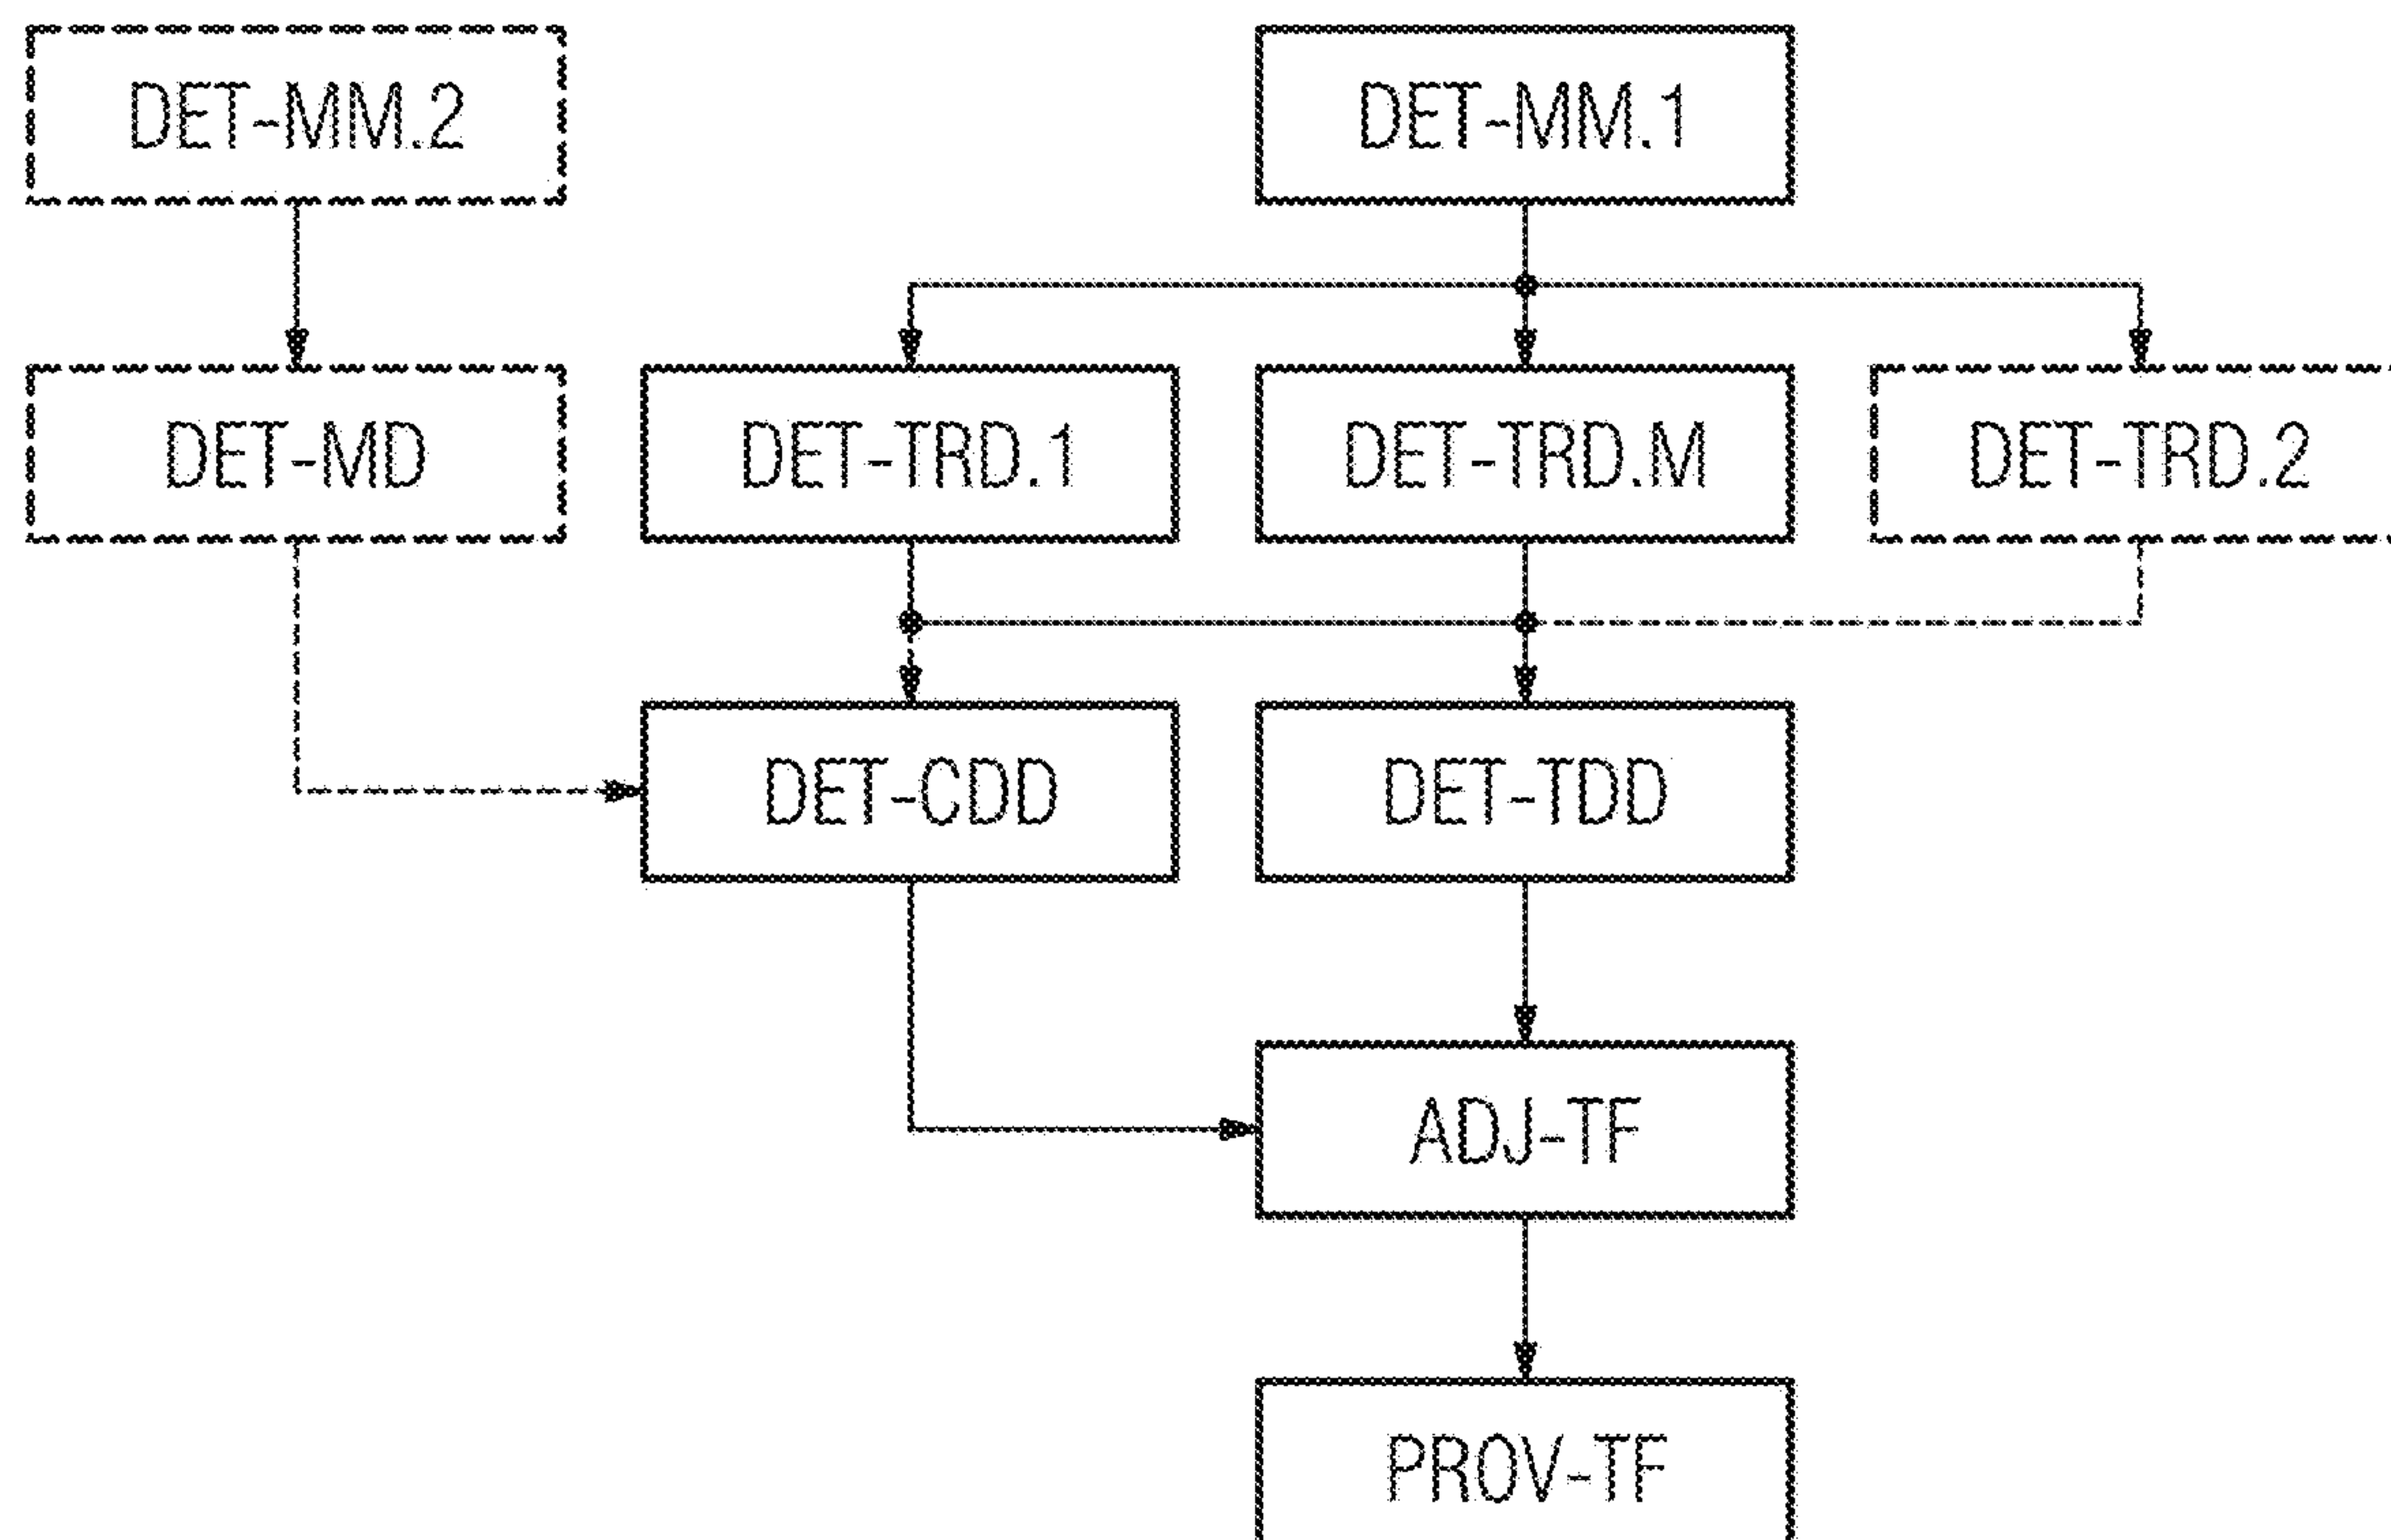 DET-MM.2
DET-MM.1
DET-MD
DET-TRD.1
DET-TRD.M
DET-TRD.2
DET-CDD
DET-TDD
ADJ-TF
PROV-TF